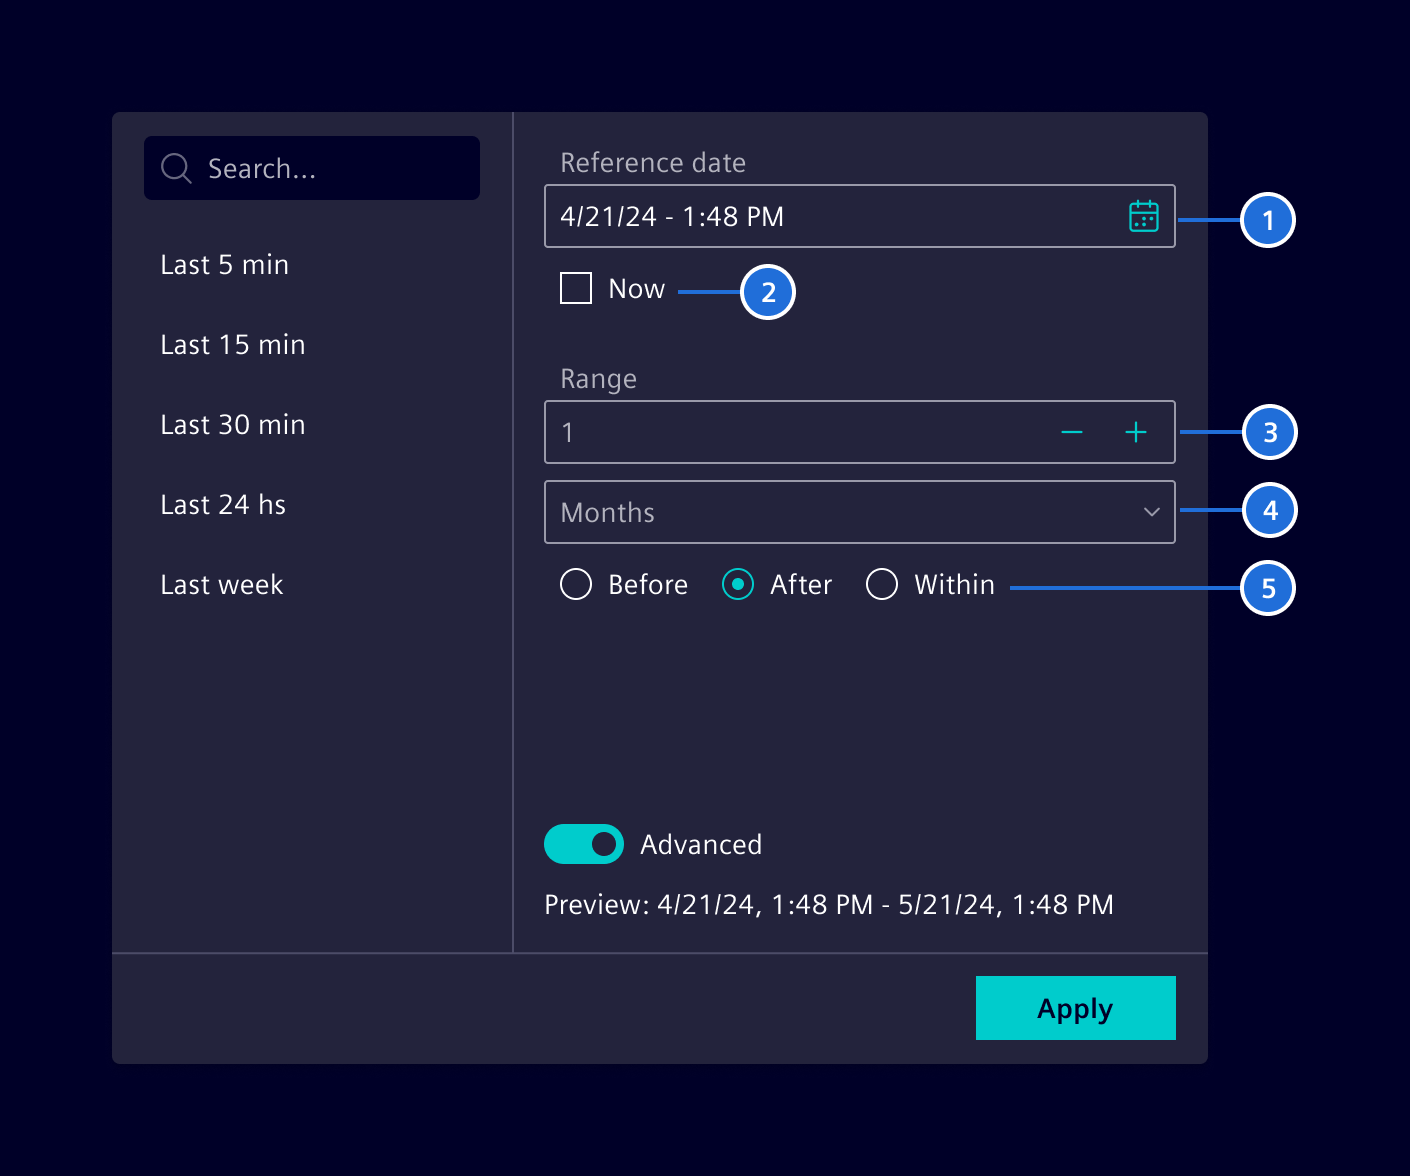 Search...
Last 5 min
Last 15 min
Last 30 min
Last 24 hs
Last week
Reference date
4/21/24 - 1:48 PM
1
Now
2
Range
1
3
Months
4
Before After Within
5
Advanced
Preview: 4/21/24, 1:48 PM - 5/21/24, 1:48 PM
Apply